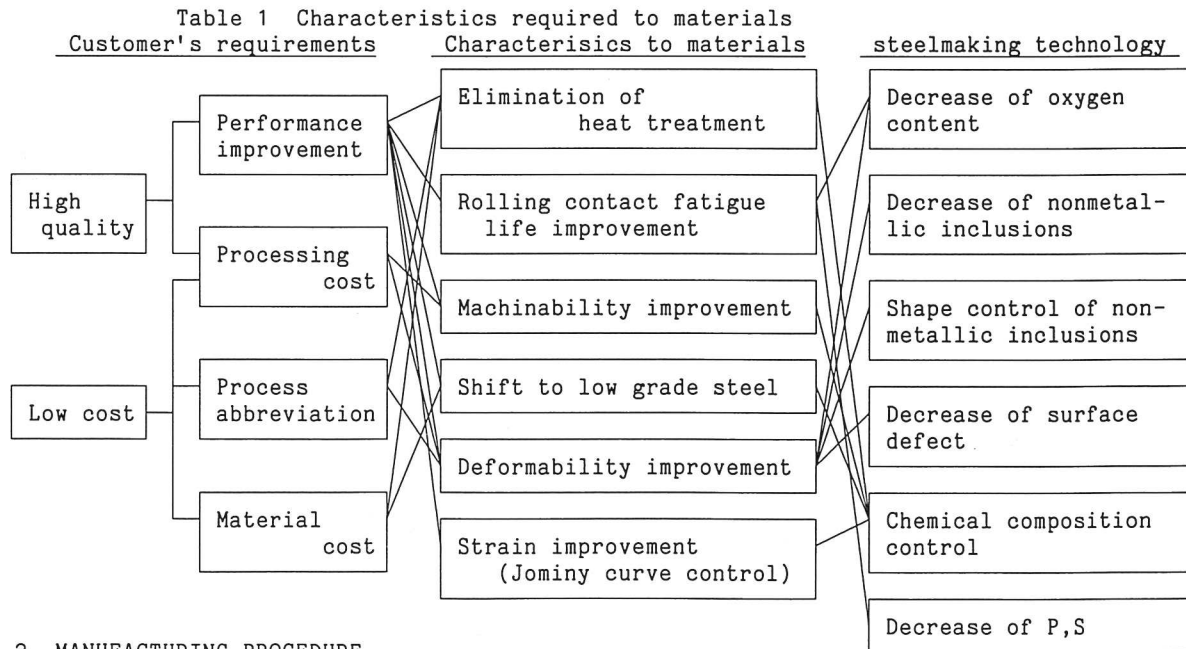 Table 1 Characteristics required to materials
Customer's requirements
Characterisics to materials
steelmaking technology
High
quality
Low cost
Performance
improvement
Processing
cost
Process
abbreviation
Material
cost
Elimination of
heat treatment
Rolling contact fatigue
life improvement
Machinability improvement
Shift to low grade steel
Deformability improvement
Strain improvement
(Jominy curve control)
Decrease of oxygen
content
Decrease of nonmetal-
lic inclusions
Shape control of non-
metallic inclusions
Decrease of surface
defect
Chemical composition
control
Decrease of P,S
2 MANUFACTURING PROCEDURE